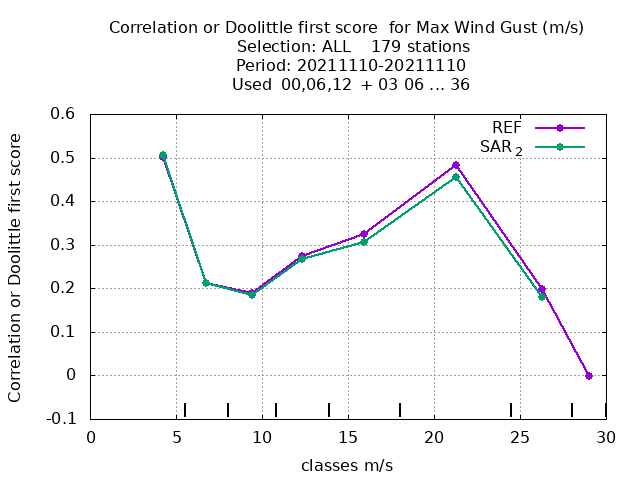 Correlation or Doolittle first score  for Max Wind Gust (m/s)
Selection: ALL    179 stations
Period: 20211110-20211110
Used  00,06,12  + 03 06 ... 36
REF
SAR 2
Correlation or Doolittle first score
0.6
0.5
0.4
0.3
0.2
0.1
0
-0.1
0 5 10 15 20 25 30
classes m/s